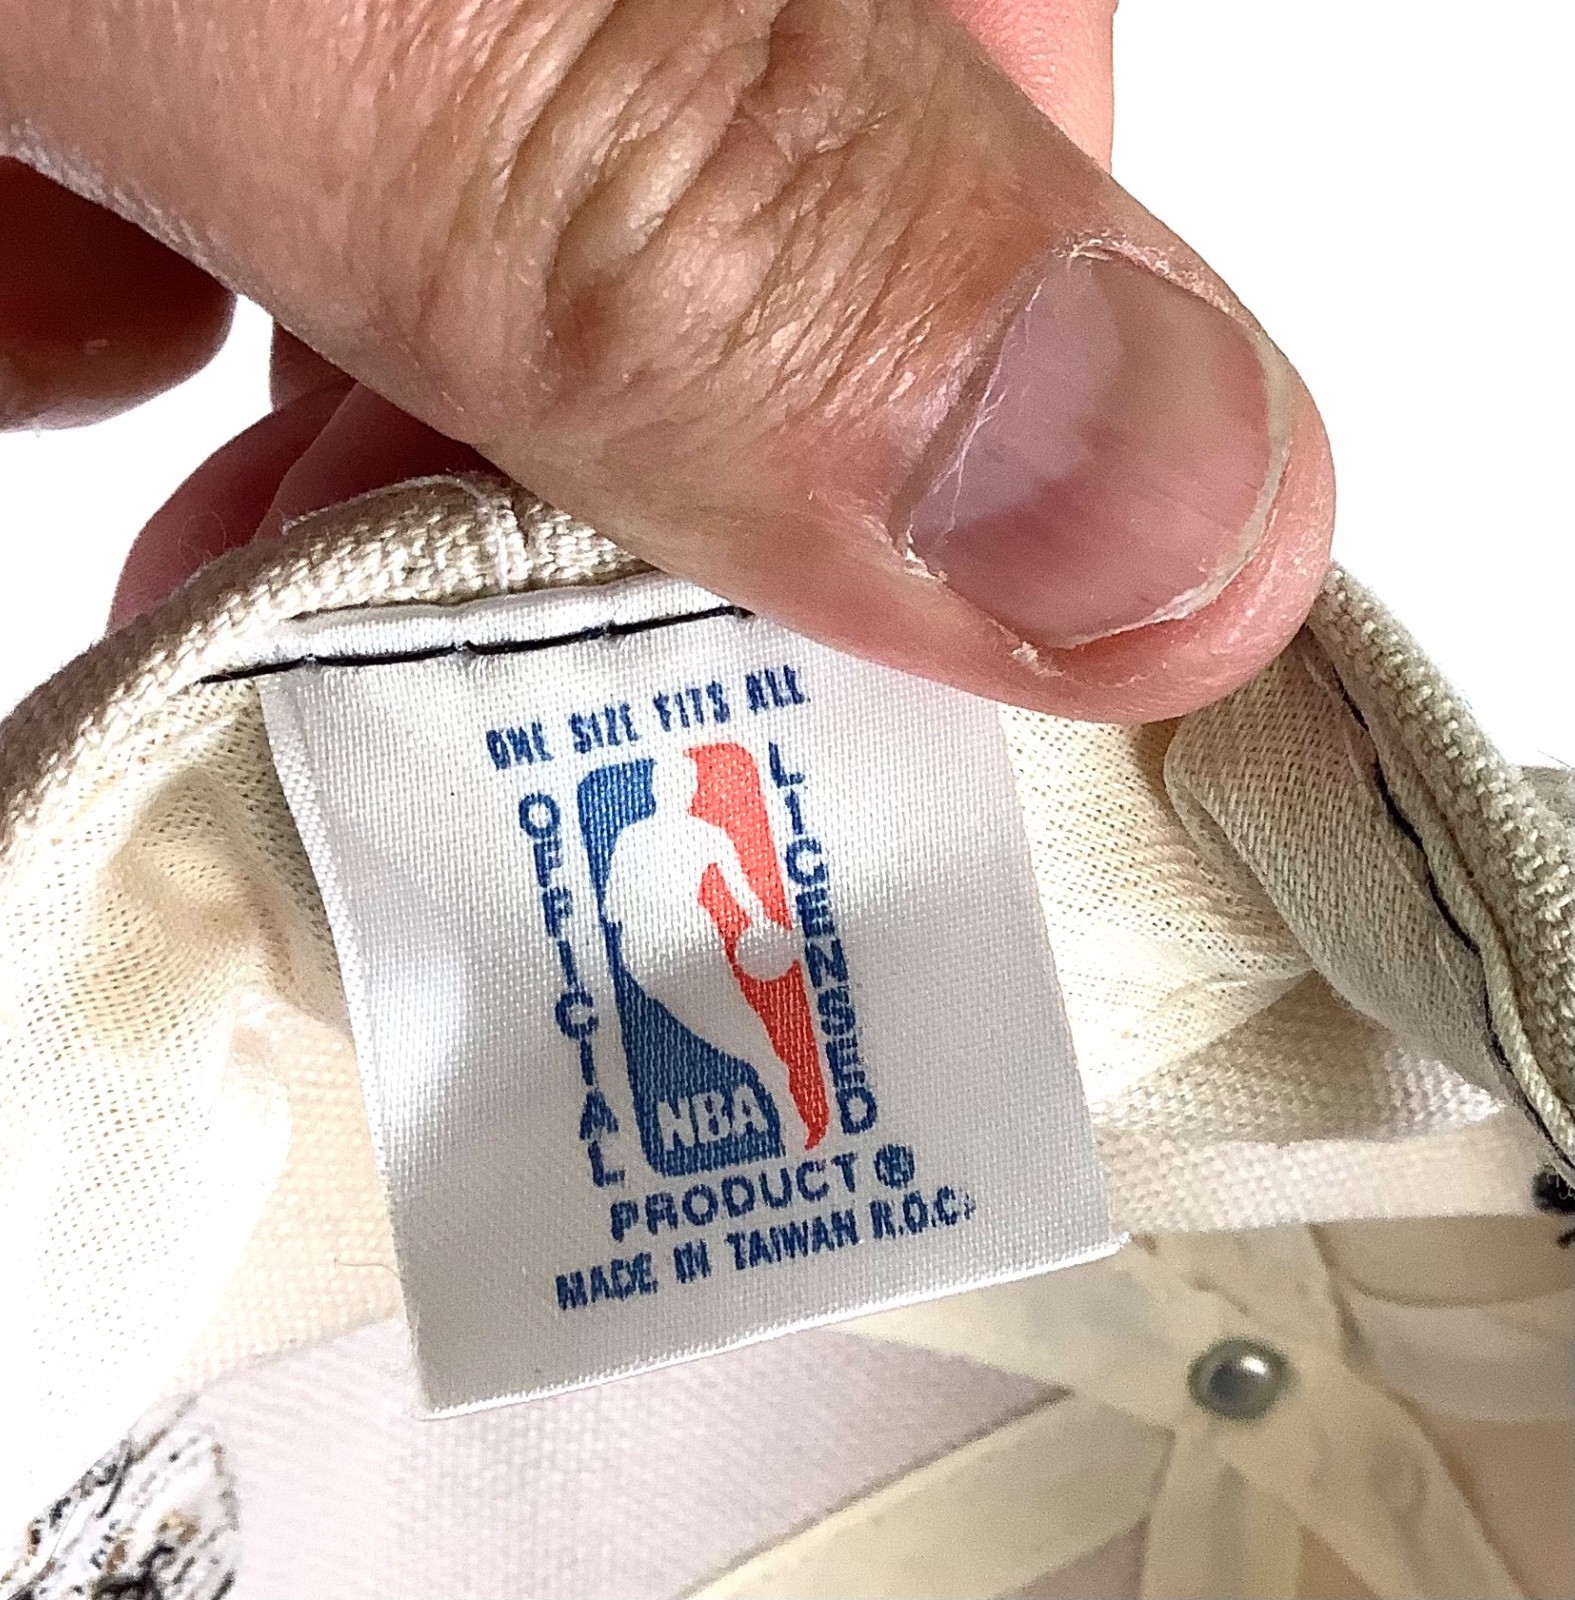 ONE SIZE FITS ALL
OFFICIAL
LICENSED
NBA
PRODUCT ®
MADE IN TAIWAN R.O.C.